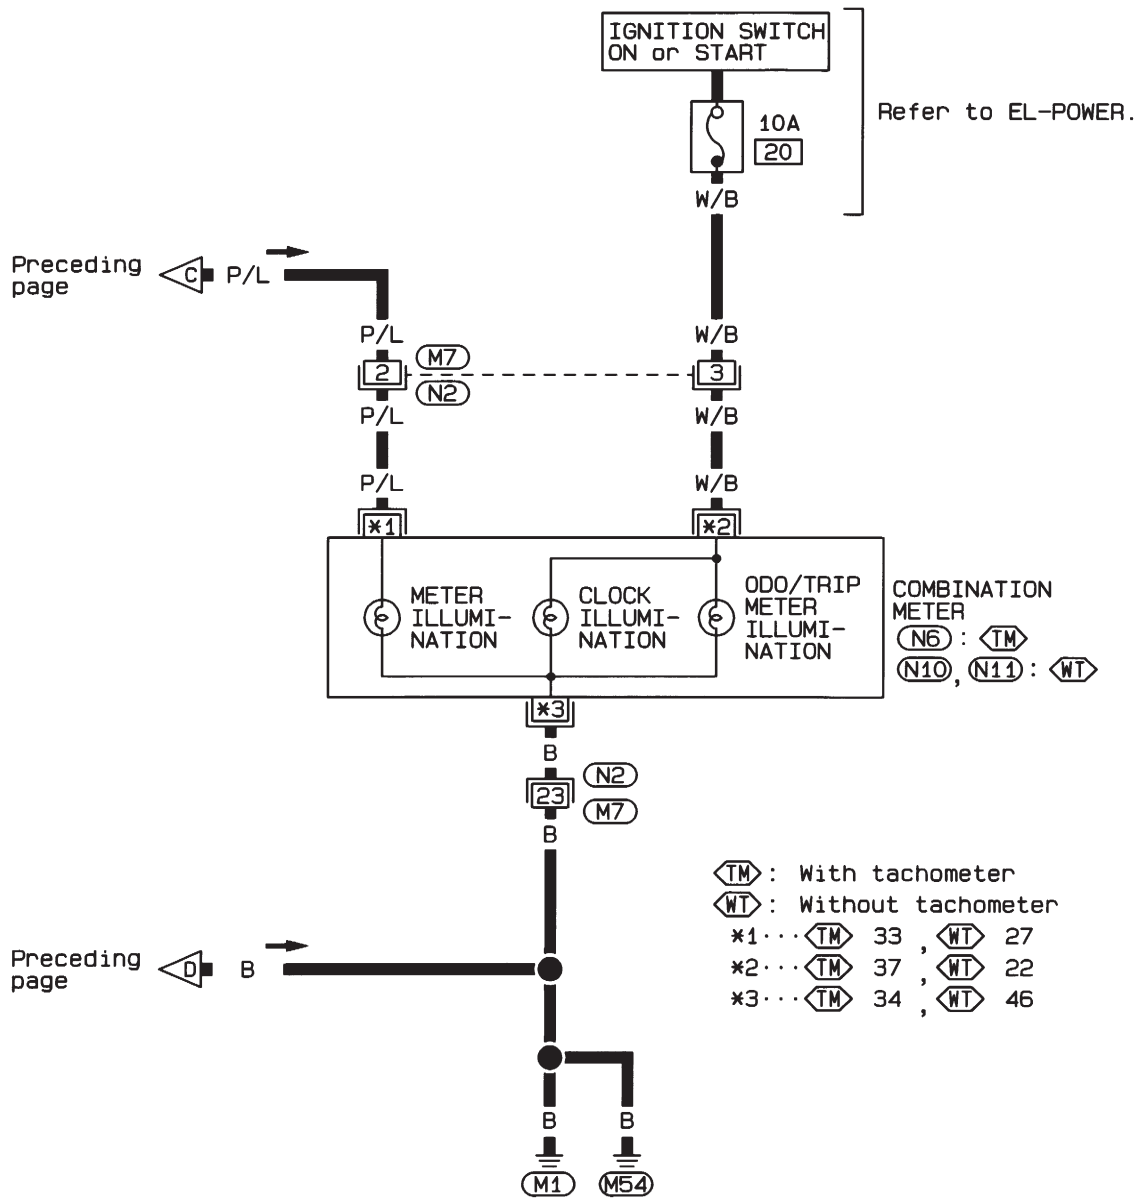 IGNITION SWITCH
ON or START
Refer to EL-POWER.
10A
20
W/B
Preceding
page
C
P/L
P/L
W/B
2
M7
N2
3
P/L
W/B
P/L
W/B
*1
*2
METER
ILLUMI-
NATION
CLOCK
ILLUMI-
NATION
ODO/TRIP
METER
ILLUMI-
NATION
COMBINATION
METER
N6 : TM
N10 , N11 : WT
*3
B
23
N2
M7
B
TM : With tachometer
WT : Without tachometer
*1 ··· TM 33 , WT 27
*2 ··· TM 37 , WT 22
*3 ··· TM 34 , WT 46
Preceding
page
D
B
B
B
M1
M54